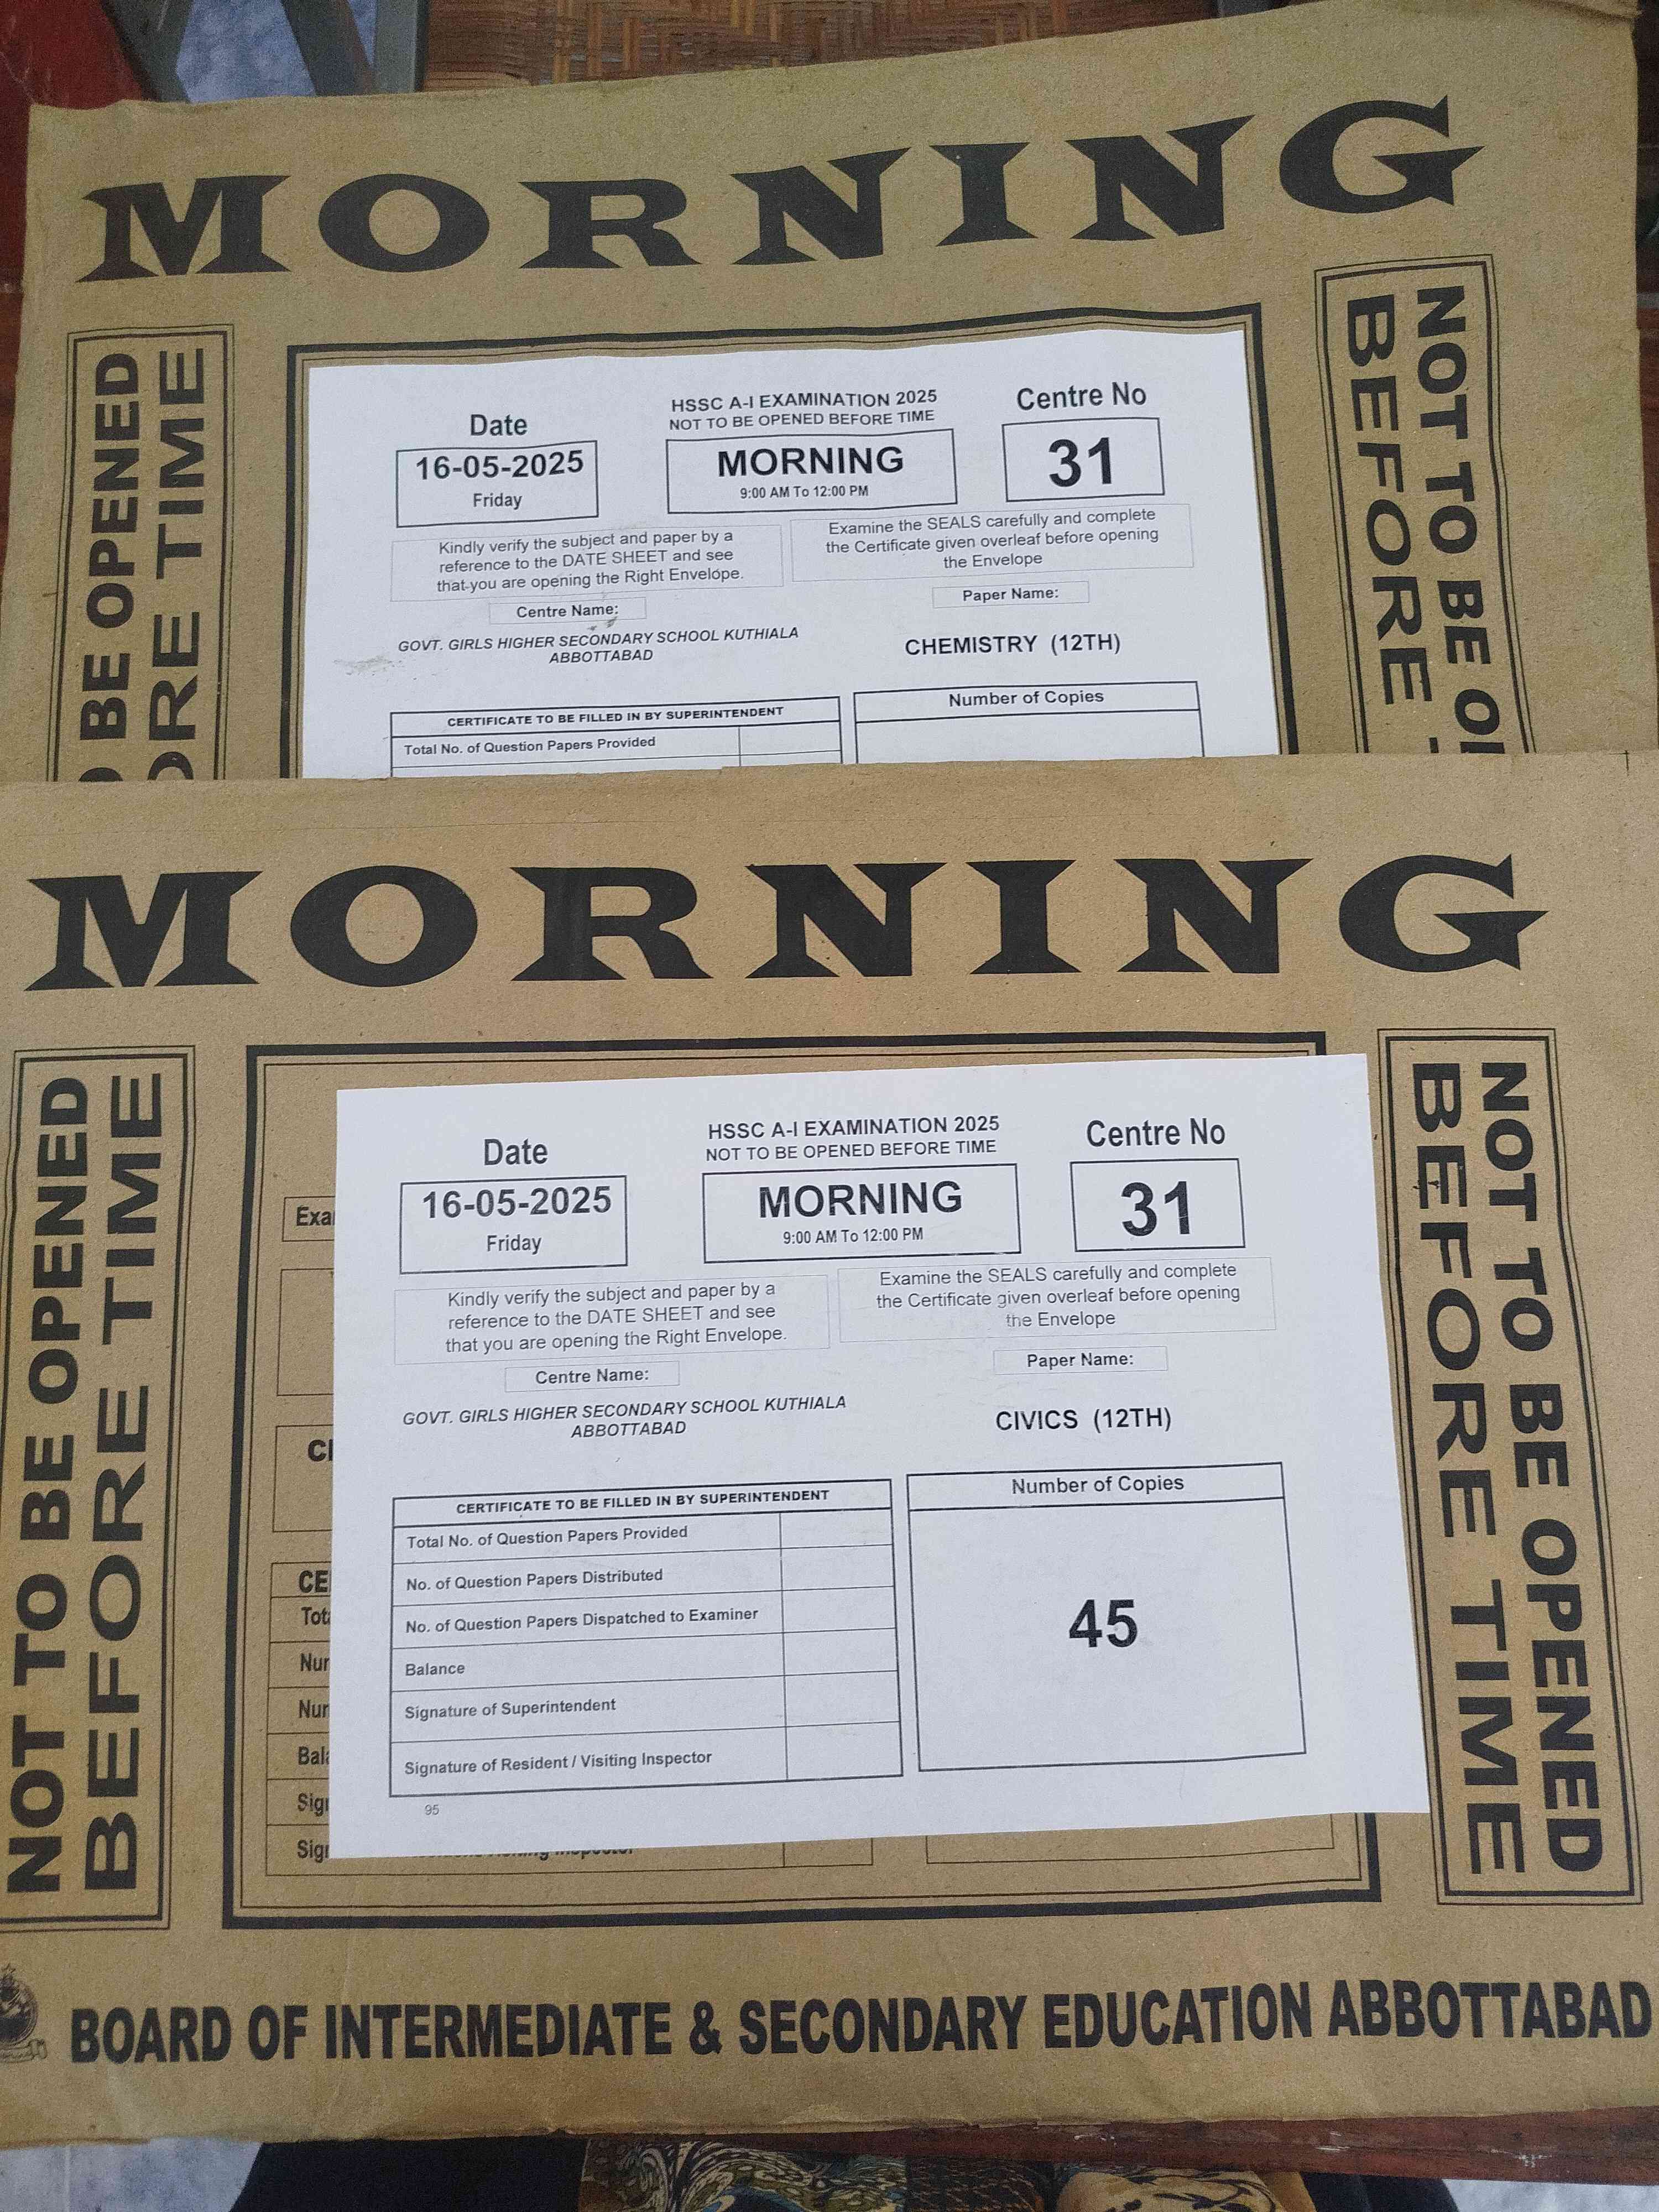 MORNING
NOT TO BE OPENED
BEFORE TIME
BE OPENED
TIME
NOT TO BE
BEFORE
Date
16-05-2025
Friday
HSSC A-I EXAMINATION 2025
NOT TO BE OPENED BEFORE TIME
MORNING
9:00 AM To 12:00 PM
Centre No
31
Kindly verify the subject and paper by a
reference to the DATE SHEET and see
that you are opening the Right Envelope.
Examine the SEALS carefully and complete
the Certificate given overleaf before opening
the Envelope
Centre Name:
GOVT. GIRLS HIGHER SECONDARY SCHOOL KUTHIALA
ABBOTTABAD
Paper Name:
CHEMISTRY (12TH)
CERTIFICATE TO BE FILLED IN BY SUPERINTENDENT
Total No. of Question Papers Provided
Number of Copies
MORNING
NOT TO BE OPENED
BEFORE TIME
NOT TO BE OPENED
BEFORE TIME
Date
16-05-2025
Friday
HSSC A-I EXAMINATION 2025
NOT TO BE OPENED BEFORE TIME
MORNING
9:00 AM To 12:00 PM
Centre No
31
Kindly verify the subject and paper by a
reference to the DATE SHEET and see
that you are opening the Right Envelope.
Examine the SEALS carefully and complete
the Certificate given overleaf before opening
the Envelope
Centre Name:
GOVT. GIRLS HIGHER SECONDARY SCHOOL KUTHIALA
ABBOTTABAD
Paper Name:
CIVICS (12TH)
CERTIFICATE TO BE FILLED IN BY SUPERINTENDENT
Total No. of Question Papers Provided
No. of Question Papers Distributed
No. of Question Papers Dispatched to Examiner
Balance
Signature of Superintendent
Signature of Resident / Visiting Inspector
Number of Copies
45
95
BOARD OF INTERMEDIATE & SECONDARY EDUCATION ABBOTTABAD